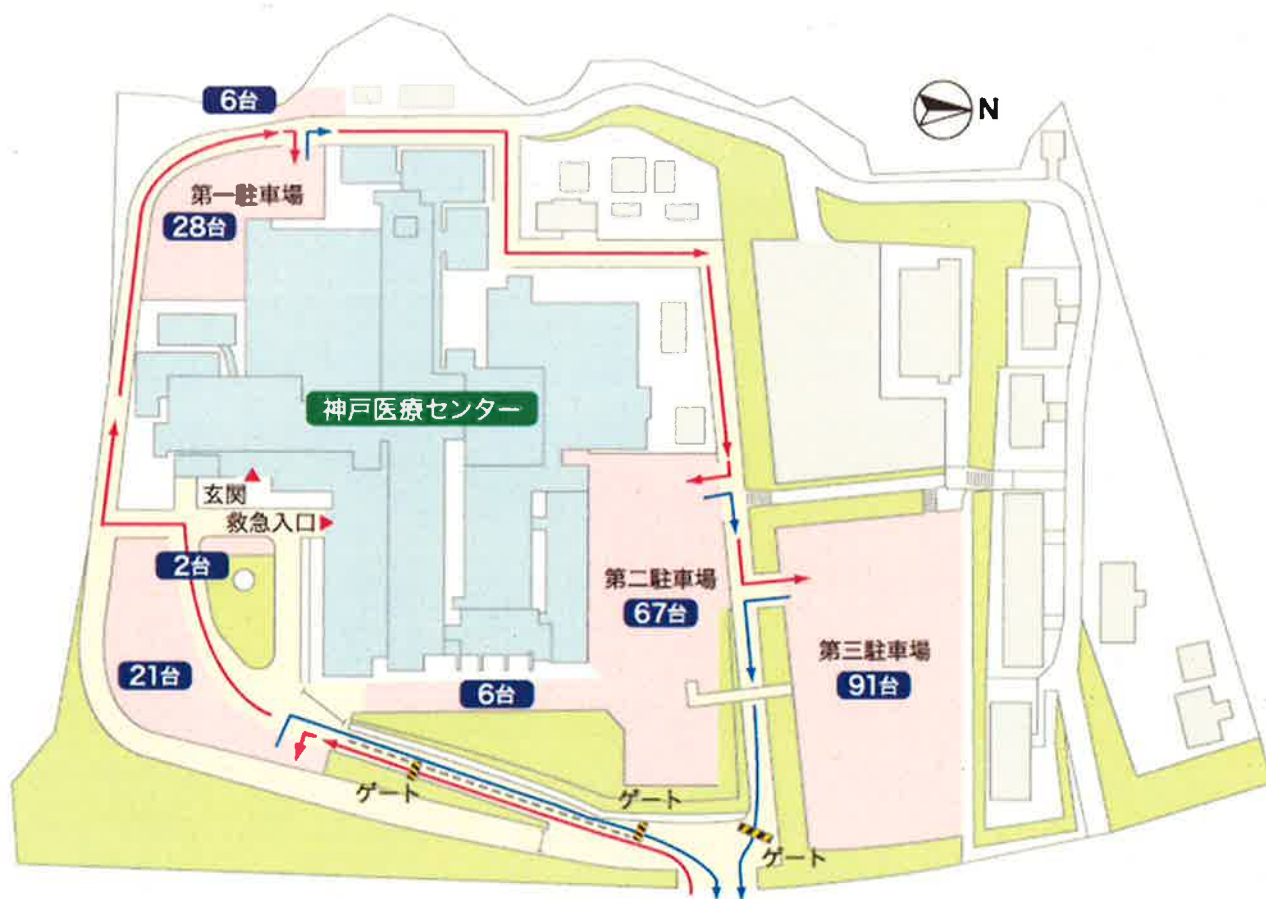 6台
N
第一駐車場
28台
神戸医療センター
玄関
救急入口
2台
第二駐車場
67台
第三駐車場
91台
21台
6台
ゲート
ゲート
ゲート